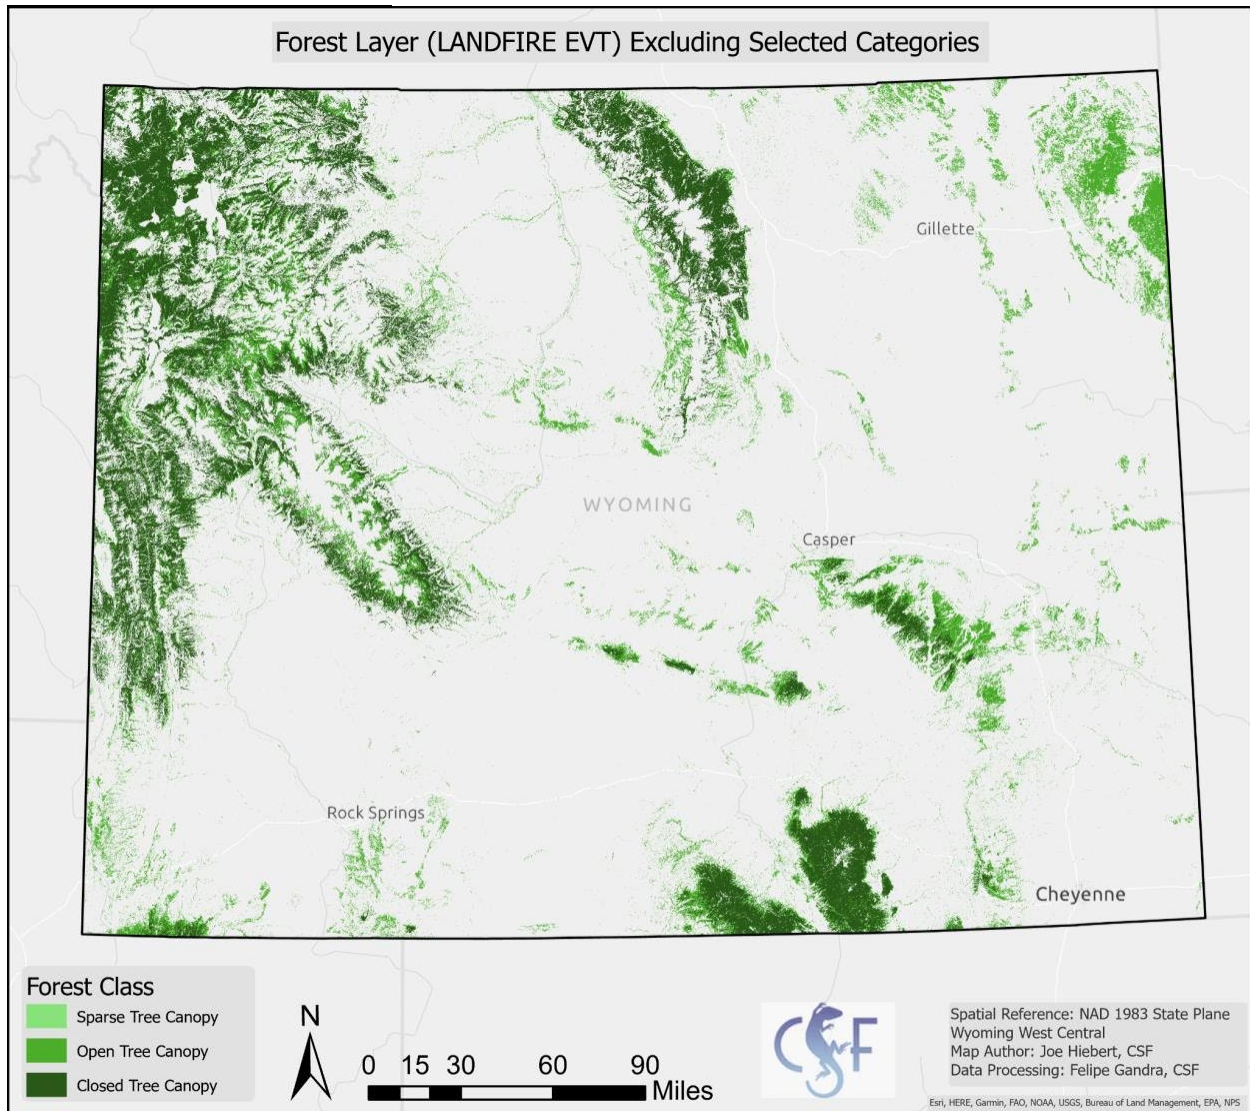 Forest Layer (LANDFIRE EVT) Excluding Selected Categories
Gillette
WYOMING
Casper
Rock Springs
Cheyenne
Forest Class
Sparse Tree Canopy
Open Tree Canopy
Closed Tree Canopy
N
0 15 30 60 90
Miles
CSF
Spatial Reference: NAD 1983 State Plane
Wyoming West Central
Map Author: Joe Hiebert, CSF
Data Processing: Felipe Gandra, CSF
Esri, HERE, Garmin, FAO, NOAA, USGS, Bureau of Land Management, EPA, NPS